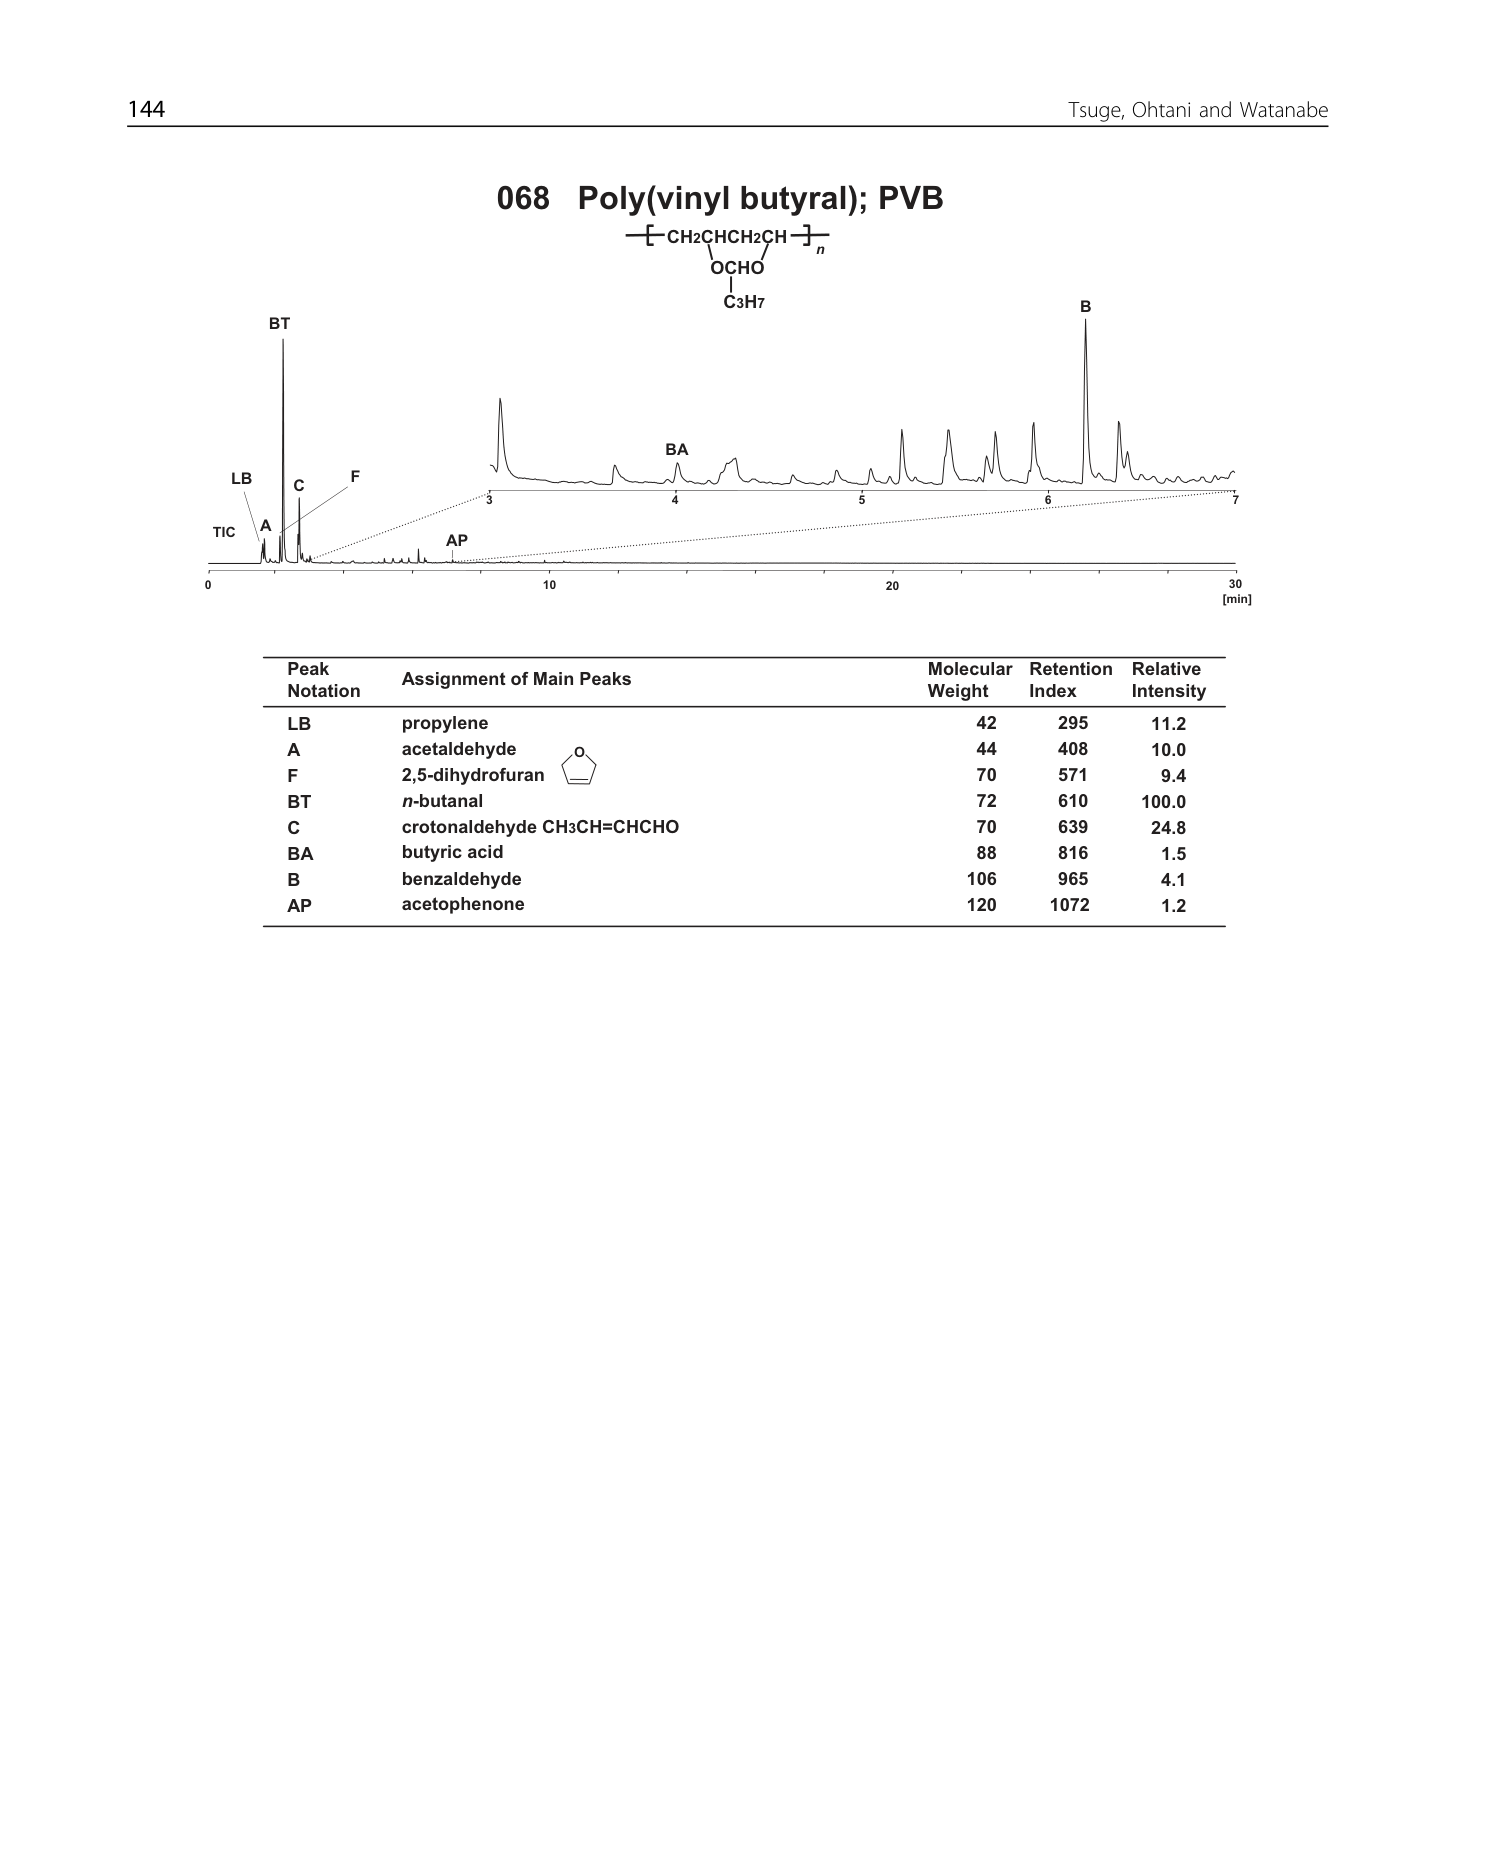 144 Tsuge, Ohtani and Watanabe
068 Poly(vinyl butyral); PVB
CH2CHCH2CH n
OCHO
C3H7
B
BT
BA
LB C F
3 4 5 6 7
TIC A
AP
0 10 20 30
[min]
Peak Notation Assignment of Main Peaks Molecular Weight Retention Index Relative Intensity
LB propylene 42 295 11.2
A acetaldehyde 44 408 10.0
O
F 2,5-dihydrofuran 70 571 9.4
BT n-butanal 72 610 100.0
C crotonaldehyde CH3CH=CHCHO 70 639 24.8
BA butyric acid 88 816 1.5
B benzaldehyde 106 965 4.1
AP acetophenone 120 1072 1.2